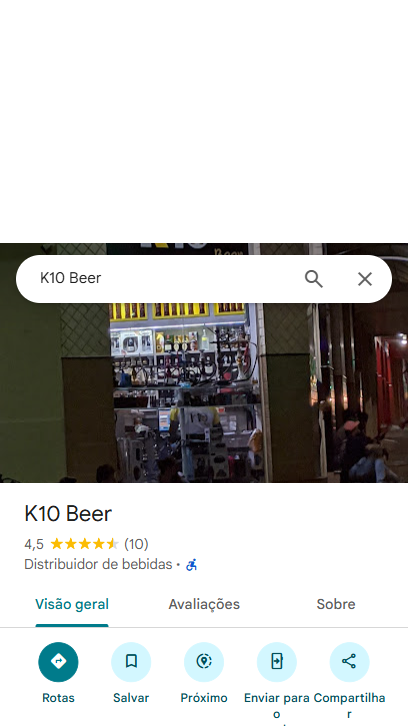 K10 Beer
K10 Beer
4,5 (10)
Distribuidor de bebidas ·
Visão geral
Avaliações
Sobre
Rotas
Salvar
Próximo
Enviar para
o
Compartilha
r